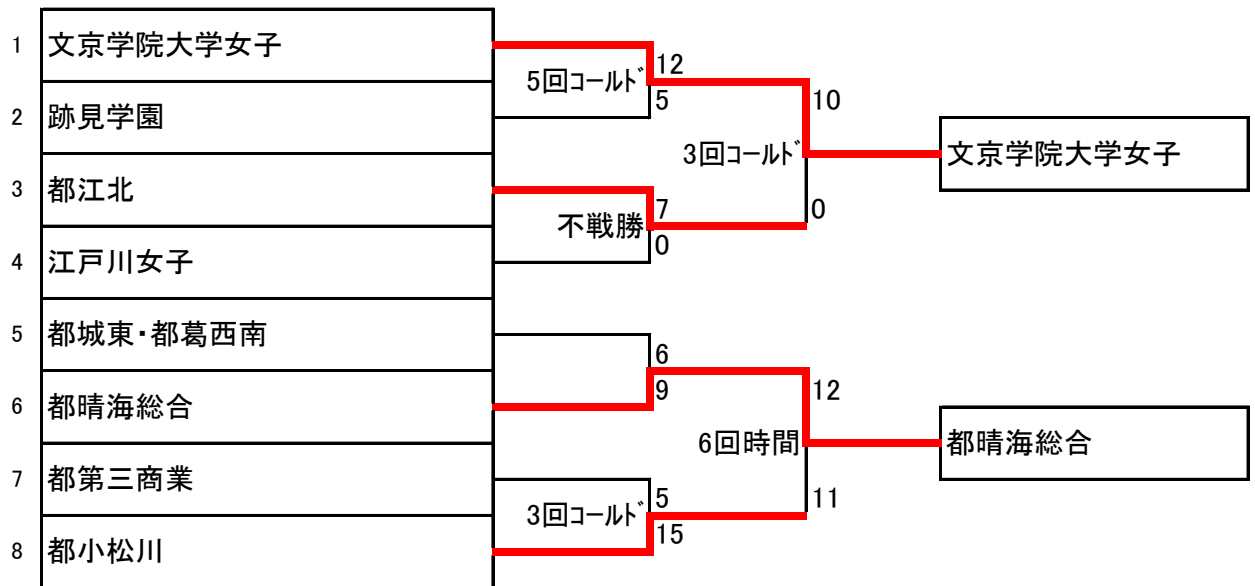 1 文京学院大学女子
5回コールド 12
5
2 跡見学園
10
3回コールド
文京学院大学女子
0
3 都江北
不戦勝 7
0
4 江戸川女子
5 都城東・都葛西南
6
9
6 都晴海総合
12
6回時間
都晴海総合
11
7 都第三商業
3回コールド 5
15
8 都小松川